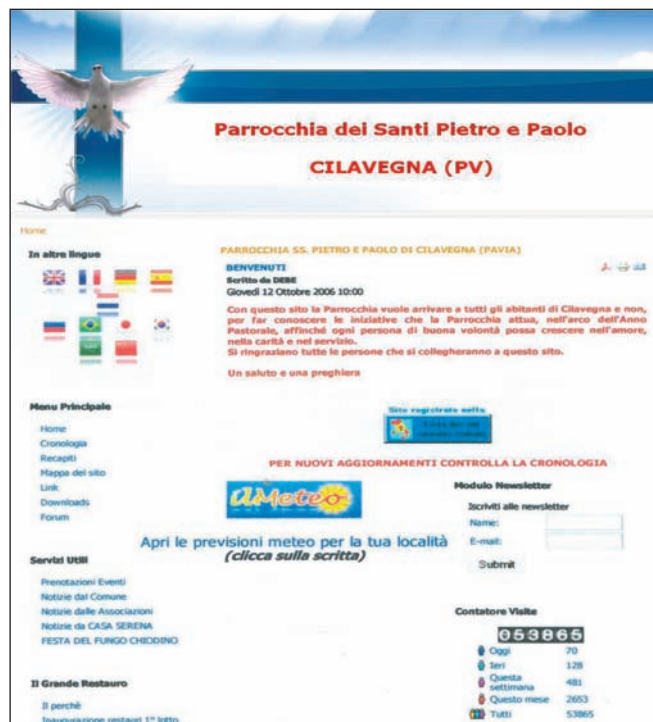 Parrocchia dei Santi Pietro e Paolo
CILAVEGNA (PV)
Home
In altre lingue
PARROCCHIA SS. PIETRO E PAOLO DI CILAVEGNA (PAVIA)
BENVENUTI
Scritto da DEBE
Giovedì 12 Ottobre 2006 10:00
Con questo sito la Parrocchia vuole arrivare a tutti gli abitanti di Cilavegna e non,
per far conoscere le iniziative che la Parrocchia attua, nell'arco dell'Anno
Pastorale, affinché ogni persona di buona volontà possa crescere nell'amore,
nella carità e nel servizio.
Si ringraziano tutte le persone che si collegheranno a questo sito.
Un saluto e una preghiera
Menu Principale
Home
Cronologia
Recapiti
Mappa del sito
Link
Downloads
Forum
Sito registrato nella
PER NUOVI AGGIORNAMENTI CONTROLLA LA CRONOLOGIA
ilMeteo
Apri le previsioni meteo per la tua località
(clicca sulla scritta)
Modulo Newsletter
Iscriviti alle newsletter
Name:
E-mail:
Submit
Servizi Utili
Prenotazioni Eventi
Notizie dal Comune
Notizie dalle Associazioni
Notizie da CASA SERENA
FESTA DEL FUNGO CHIODINO
Contatore Visite
053865
Oggi 70
Ieri 128
Questa settimana 481
Questo mese 2653
Tutti 53865
Il Grande Restauro
Il perchè
Inaugurazione restauri 1° lotto